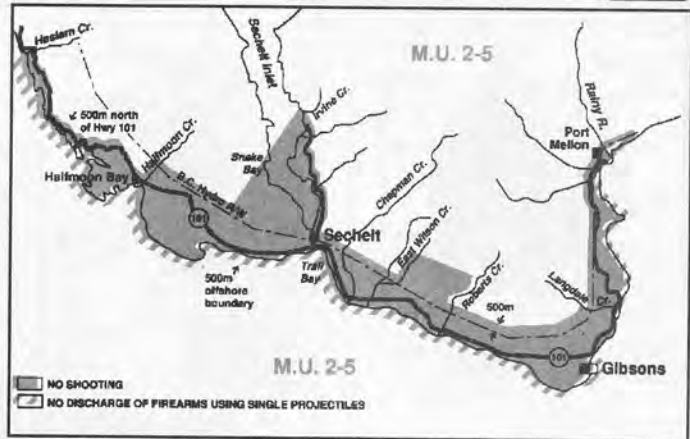 Haslam Cr.
M.U. 2-5
Sechelt Inlet
Irvine Cr.
Rainy R.
500m north
of Hwy 101
Halfmoon Cr.
Port
Mellon
Snake
Bay
Chapman Cr.
Halfmoon Bay
B.C. Hydro R/W
101
Sechelt
East Wilson Cr.
500m
offshore
boundary
Trail
Bay
Roberts Cr.
500m
Langdale
Cr.
M.U. 2-5
101
Gibsons
NO SHOOTING
NO DISCHARGE OF FIREARMS USING SINGLE PROJECTILES